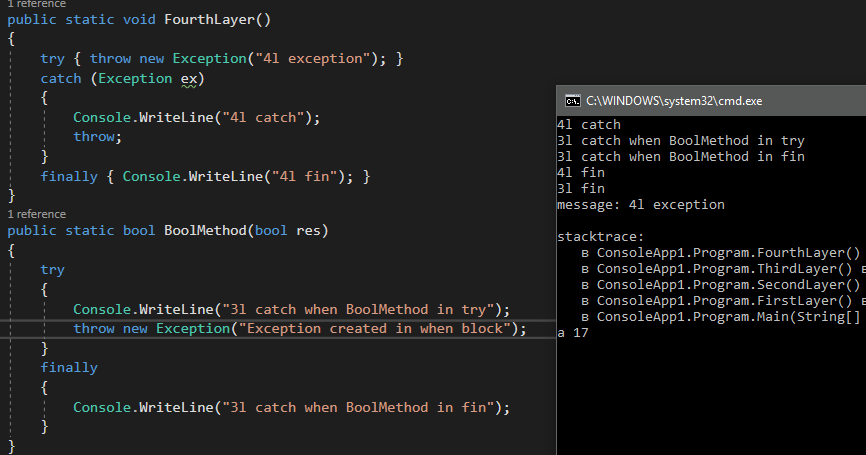 1 reference
public static void FourthLayer()
{
try { throw new Exception("4l exception"); }
catch (Exception ex)
{
Console.WriteLine("4l catch");
throw;
}
finally { Console.WriteLine("4l fin"); }
}
1 reference
public static bool BoolMethod(bool res)
{
try
{
Console.WriteLine("3l catch when BoolMethod in try");
throw new Exception("Exception created in when block");
}
finally
{
Console.WriteLine("3l catch when BoolMethod in fin");
}
}
C:\WINDOWS\system32\cmd.exe
4l catch
3l catch when BoolMethod in try
3l catch when BoolMethod in fin
4l fin
3l fin
message: 4l exception
stacktrace:
в ConsoleApp1.Program.FourthLayer()
в ConsoleApp1.Program.ThirdLayer() в
в ConsoleApp1.Program.SecondLayer()
в ConsoleApp1.Program.FirstLayer() в
в ConsoleApp1.Program.Main(String[]
а 17